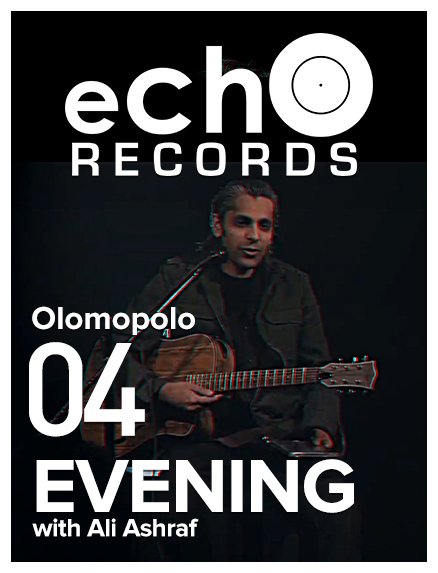 echO
RECORDS
Olomopolo
04
EVENING
with Ali Ashraf